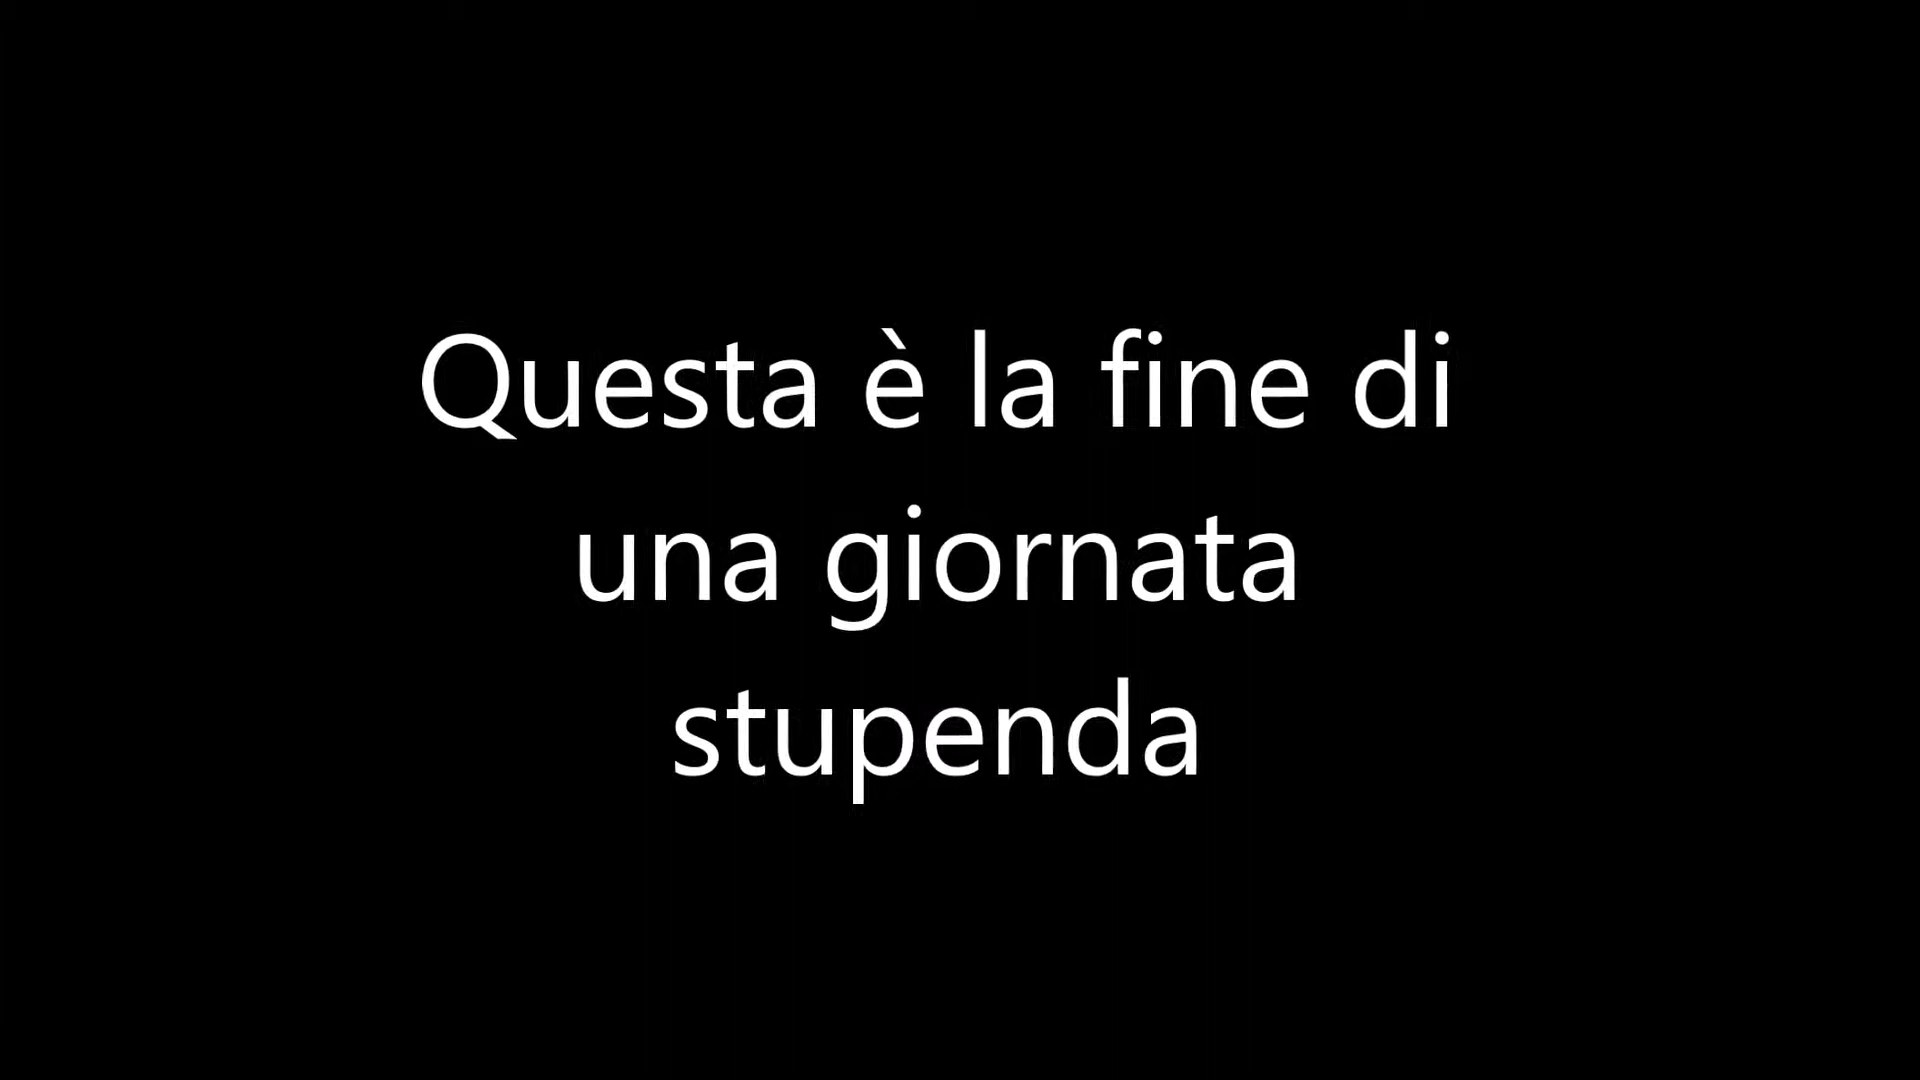 Questa è la fine di
una giornata
stupenda